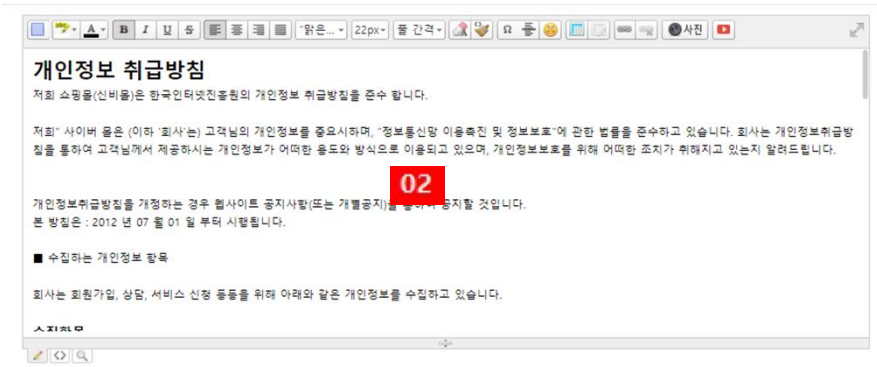 가 B I U S "맑은... 22px 줄 간격 Ω 사진
개인정보 취급방침
저희 쇼핑몰(신비몰)은 한국인터넷진흥원의 개인정보 취급방침을 준수 합니다.
저희" 사이버 몰은 (이하 '회사'는) 고객님의 개인정보를 중요시하며, "정보통신망 이용촉진 및 정보보호"에 관한 법률을 준수하고 있습니다. 회사는 개인정보취급방
침을 통하여 고객님께서 제공하시는 개인정보가 어떠한 용도와 방식으로 이용되고 있으며, 개인정보보호를 위해 어떠한 조치가 취해지고 있는지 알려드립니다.
02
개인정보취급방침을 개정하는 경우 웹사이트 공지사항(또는 개별공지)을 공지할 것입니다.
본 방침은 : 2012 년 07 월 01 일 부터 시행됩니다.
■ 수집하는 개인정보 항목
회사는 회원가입, 상담, 서비스 신청 등등을 위해 아래와 같은 개인정보를 수집하고 있습니다.